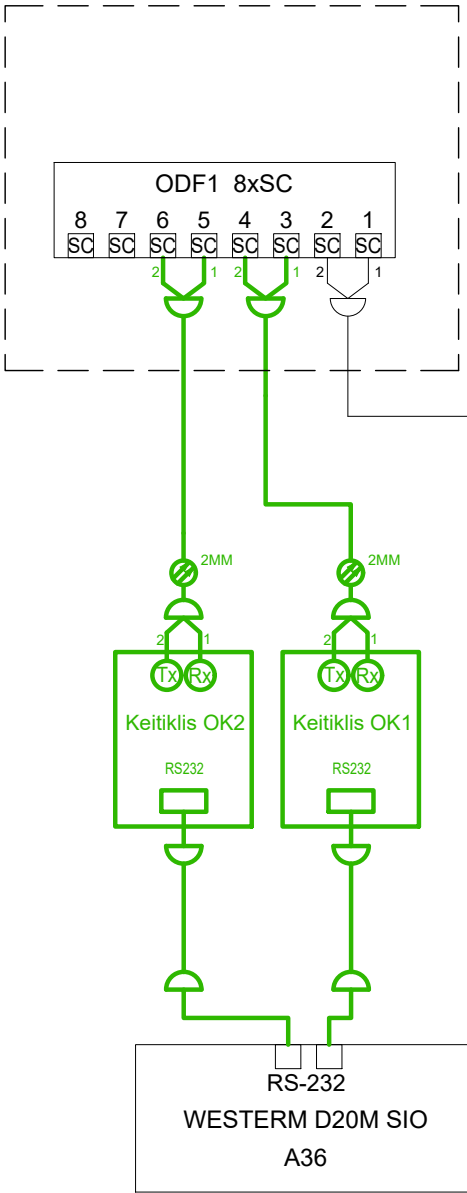 ODF1 8xSC
8 7 6 5 4 3 2 1
SC SC SC SC SC SC SC SC
2 1 2 1 2 1
2MM 2MM
2 1 2 1
Tx Rx Tx Rx
Keitiklis OK2 Keitiklis OK1
RS232 RS232
RS-232
WESTERM D20M SIO
A36